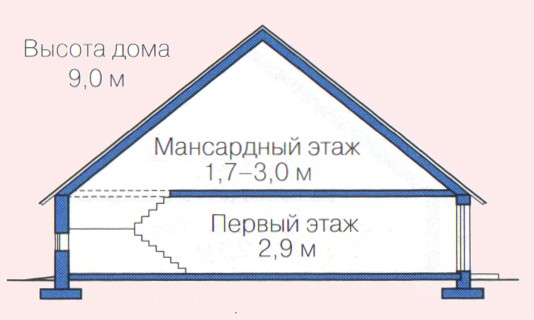 Высота дома
9,0 м
Мансардный этаж
1,7–3,0 м
Первый этаж
2,9 м